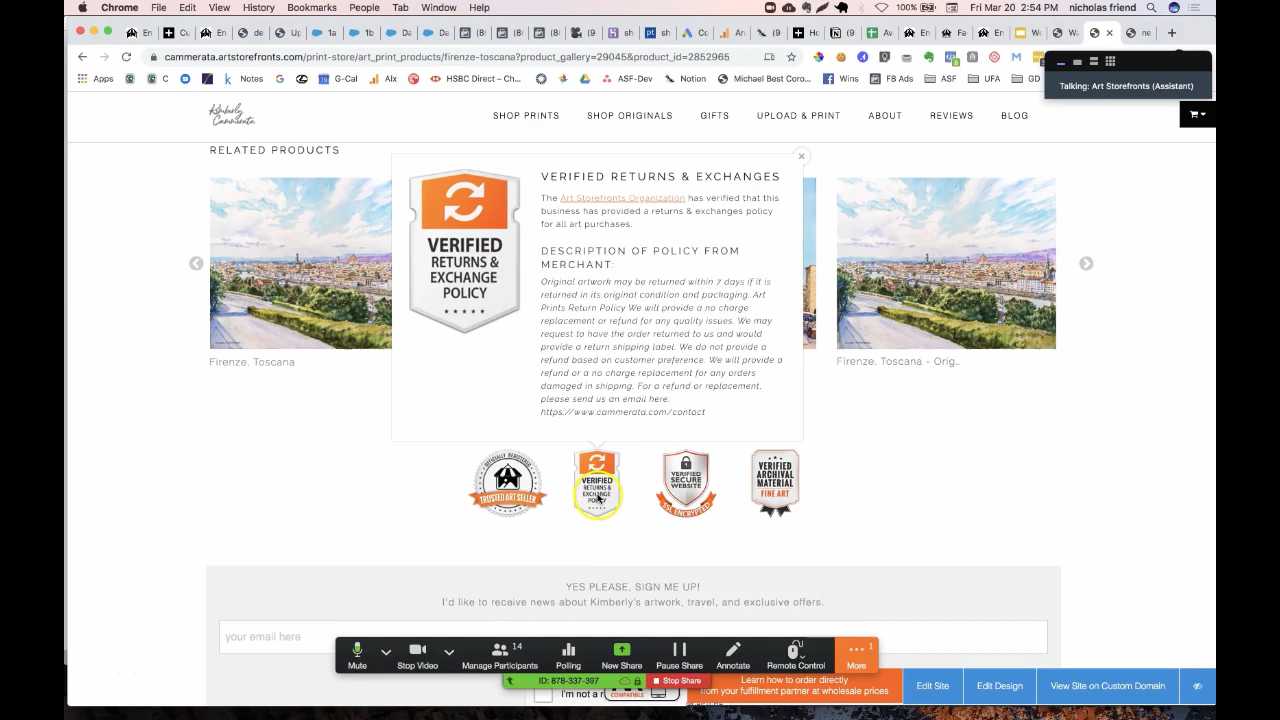 Chrome File Edit View History Bookmarks People Tab Window Help 100% Fri Mar 20 2:54 PM nicholas friend
cammerata.artstorefronts.com/print-store/art_print_products/firenze-toscana?product_gallery=29045&product_id=2852965
Apps Notes G-Cal Alx HSBC Direct – Ch... ASF-Dev Notion Michael Best Coro... Wins FB Ads ASF UFA GD
Talking: Art Storefronts (Assistant)
Kimberly Cammerata
SHOP PRINTS SHOP ORIGINALS GIFTS UPLOAD & PRINT ABOUT REVIEWS BLOG
RELATED PRODUCTS
Firenze, Toscana
Firenze, Toscana - Orig...
VERIFIED
RETURNS &
EXCHANGE
POLICY
VERIFIED RETURNS & EXCHANGES
The Art Storefronts Organization has verified that this
business has provided a returns & exchanges policy
for all art purchases.
DESCRIPTION OF POLICY FROM
MERCHANT:
Original artwork may be returned within 7 days if it is
returned in its original condition and packaging. Art
Prints Return Policy We will provide a no charge
replacement or refund for any quality issues. We may
request to have the order returned to us and would
provide a return shipping label. We do not provide a
refund based on customer preference. We will provide a
refund or a no charge replacement for any orders
damaged in shipping. For a refund or replacement,
please send us an email here:
https://www.cammerata.com/contact
OFFICIALLY REGISTERED
TRUSTED ART SELLER
VERIFIED
RETURNS &
EXCHANGE
POLICY
VERIFIED
SECURE
WEBSITE
SSL ENCRYPTED
VERIFIED
ARCHIVAL
MATERIAL
FINE ART
YES PLEASE, SIGN ME UP!
I'd like to receive news about Kimberly's artwork, travel, and exclusive offers.
your email here
Mute Stop Video Manage Participants 14 Polling New Share Pause Share Annotate Remote Control More 1
ID: 878-337-397 Stop Share
I'm not a r
COMPATIBLE
Learn how to order directly
from your fulfillment partner at wholesale prices
Edit Site Edit Design View Site on Custom Domain